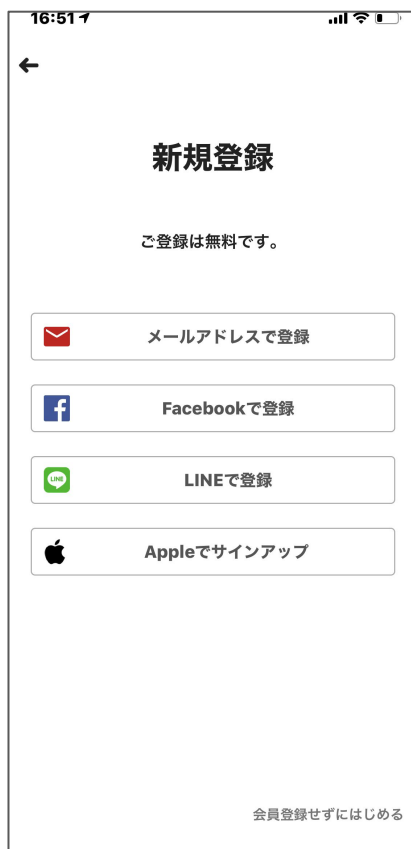 16:51
新規登録
ご登録は無料です。
メールアドレスで登録
Facebookで登録
LINE
LINEで登録
Appleでサインアップ
会員登録せずにはじめる